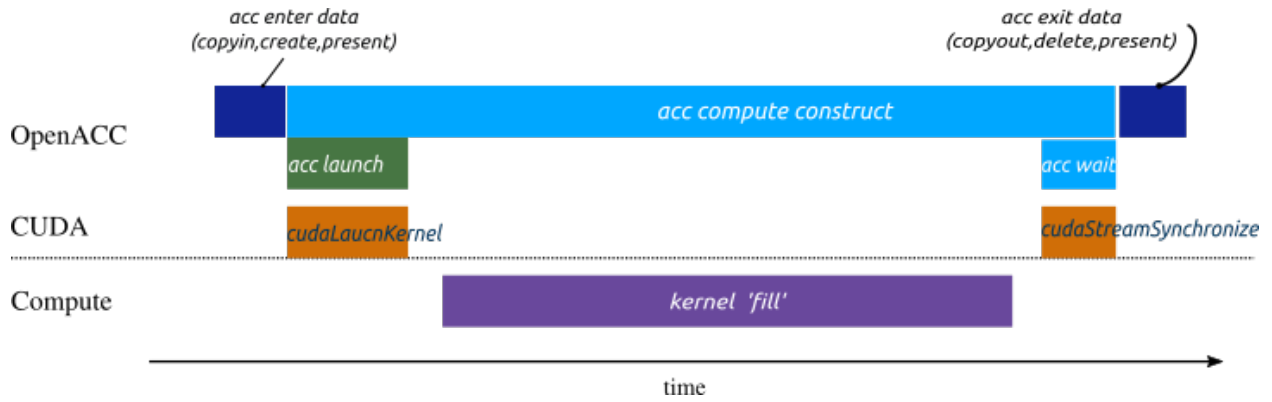 acc enter data
(copyin,create,present)
acc exit data
(copyout,delete,present)
OpenACC
acc compute construct
acc launch
acc wait
CUDA
cudaLaucnKernel
cudaStreamSynchronize
Compute
kernel 'fill'
time